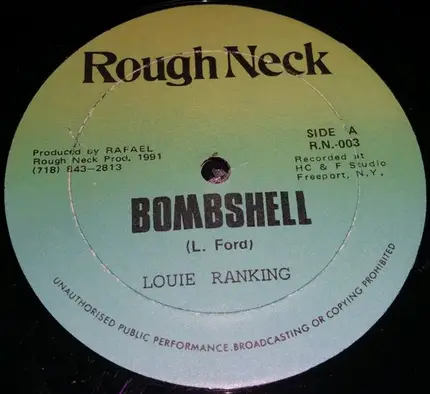 Rough Neck
Produced by RAFAEL
Rough Neck Prod. 1991
(718) 843-2813
SIDE A
R.N.-003
Recorded at
HC & F Studio
Freeport, N.Y.
BOMBSHELL
(L. Ford)
LOUIE RANKING
UNAUTHORISED PUBLIC PERFORMANCE.BROADCASTING OR COPYING PROHIBITED